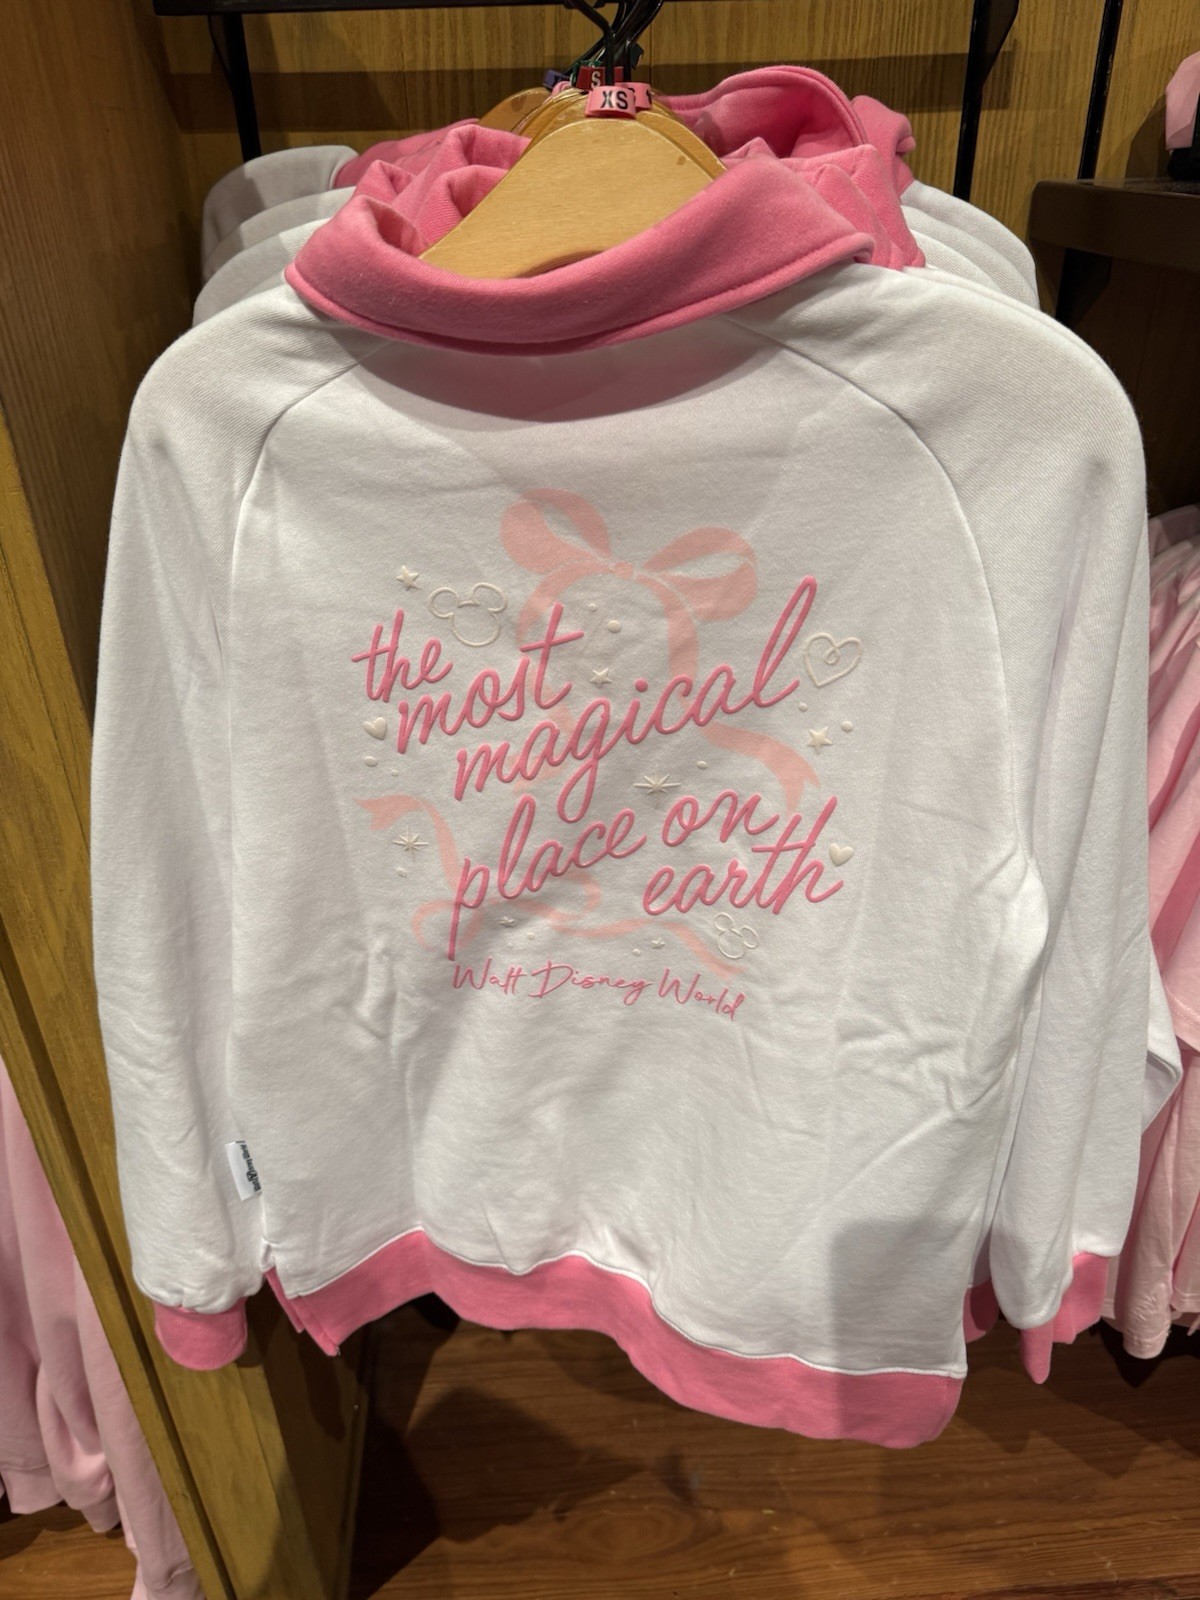 S
XS
the
most
magical
place on
earth
Walt Disney World